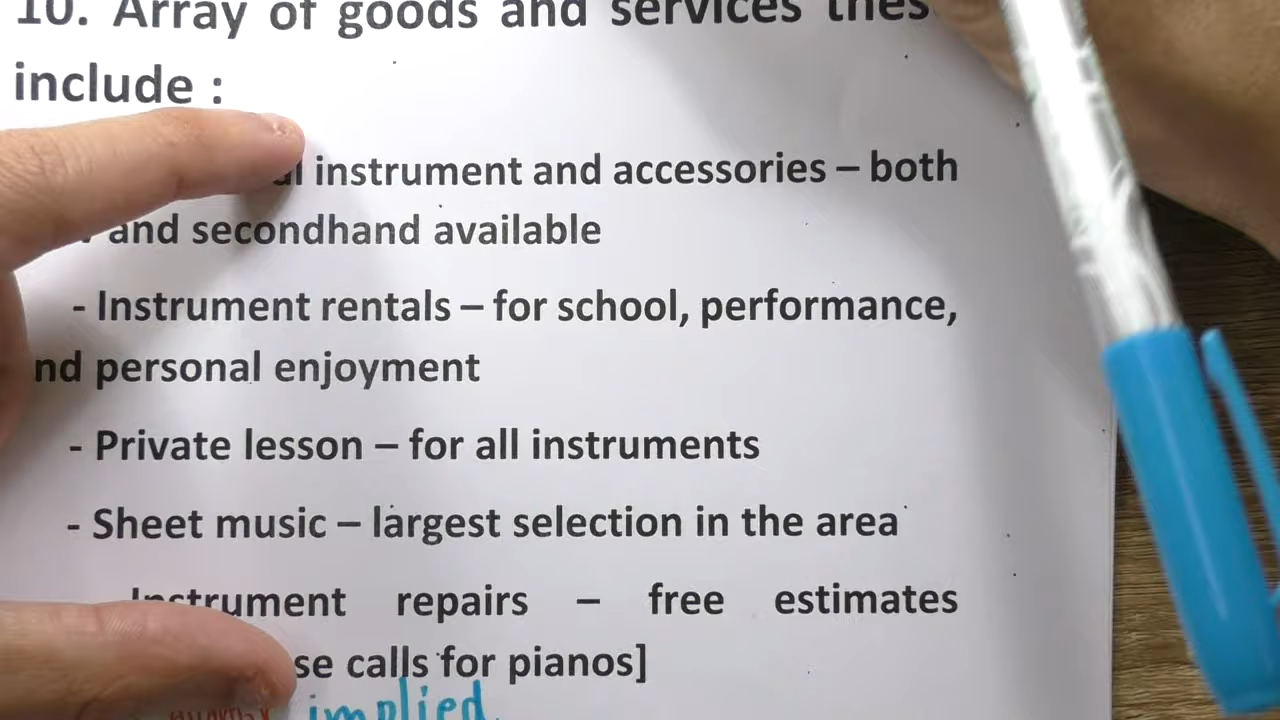 10. Array of goods and services
include :
instrument and accessories – both
and secondhand available
- Instrument rentals – for school, performance,
nd personal enjoyment
- Private lesson – for all instruments
- Sheet music – largest selection in the area
Instrument repairs – free estimates
se calls for pianos]
implied